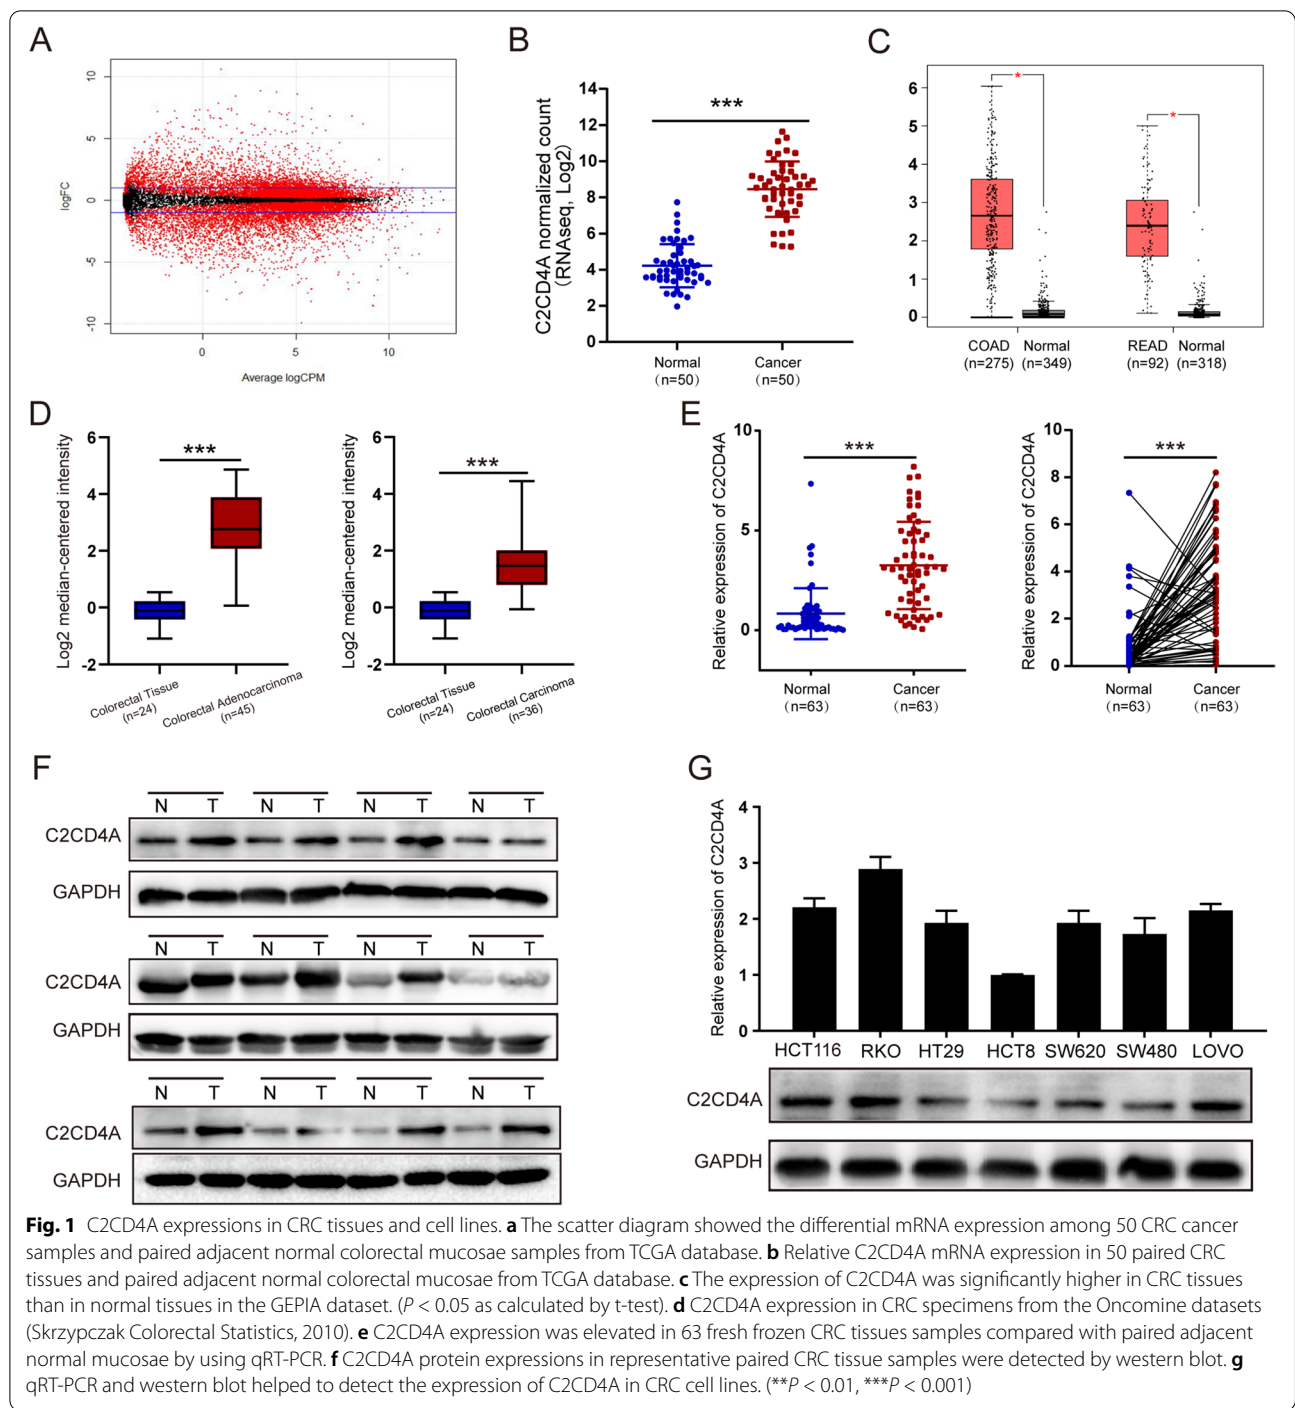 A
logFC
10
5
0
-5
-10
0
5
10
Average logCPM
B
C2CD4A normalized count
(RNAseq, Log2)
14
12
10
8
6
4
2
0
***
Normal
(n=50)
Cancer
(n=50)
C
6
5
4
3
2
1
0
*
*
COAD
(n=275)
Normal
(n=349)
READ
(n=92)
Normal
(n=318)
D
Log2 median-centered intensity
6
4
2
0
-2
***
Colorectal Tissue
(n=24)
Colorectal Adenocarcinoma
(n=45)
Log2 median-centered intensity
6
4
2
0
-2
***
Colorectal Tissue
(n=24)
Colorectal Carcinoma
(n=36)
E
Relative expression of C2CD4A
10
5
0
***
Normal
(n=63)
Cancer
(n=63)
Relative expression of C2CD4A
10
8
6
4
2
0
***
Normal
(n=63)
Cancer
(n=63)
F
N T N T N T N T
C2CD4A
GAPDH
N T N T N T N T
C2CD4A
GAPDH
N T N T N T N T
C2CD4A
GAPDH
G
Relative expression of C2CD4A
4
3
2
1
0
HCT116 RKO HT29 HCT8 SW620 SW480 LOVO
C2CD4A
GAPDH
Fig. 1 C2CD4A expressions in CRC tissues and cell lines. a The scatter diagram showed the differential mRNA expression among 50 CRC cancer
samples and paired adjacent normal colorectal mucosae samples from TCGA database. b Relative C2CD4A mRNA expression in 50 paired CRC
tissues and paired adjacent normal colorectal mucosae from TCGA database. c The expression of C2CD4A was significantly higher in CRC tissues
than in normal tissues in the GEPIA dataset. (P < 0.05 as calculated by t-test). d C2CD4A expression in CRC specimens from the Oncomine datasets
(Skrzypczak Colorectal Statistics, 2010). e C2CD4A expression was elevated in 63 fresh frozen CRC tissues samples compared with paired adjacent
normal mucosae by using qRT-PCR. f C2CD4A protein expressions in representative paired CRC tissue samples were detected by western blot. g
qRT-PCR and western blot helped to detect the expression of C2CD4A in CRC cell lines. (**P < 0.01, ***P < 0.001)